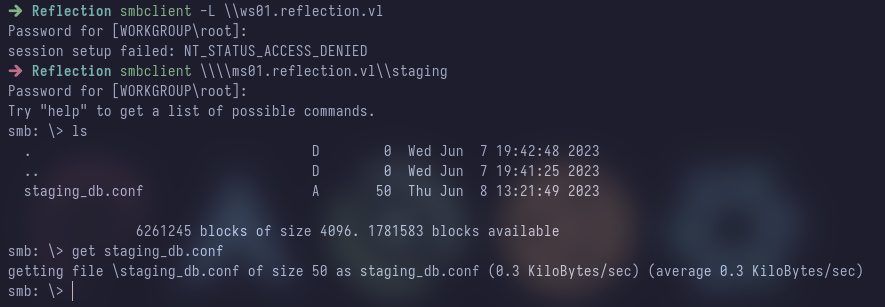 ➜ Reflection smbclient -L \\ws01.reflection.vl
Password for [WORKGROUP\root]:
session setup failed: NT_STATUS_ACCESS_DENIED
➜ Reflection smbclient \\\\ms01.reflection.vl\\staging
Password for [WORKGROUP\root]:
Try "help" to get a list of possible commands.
smb: \> ls
. D 0 Wed Jun 7 19:42:48 2023
.. D 0 Wed Jun 7 19:41:25 2023
staging_db.conf A 50 Thu Jun 8 13:21:49 2023
6261245 blocks of size 4096. 1781583 blocks available
smb: \> get staging_db.conf
getting file \staging_db.conf of size 50 as staging_db.conf (0.3 KiloBytes/sec) (average 0.3 KiloBytes/sec)
smb: \>